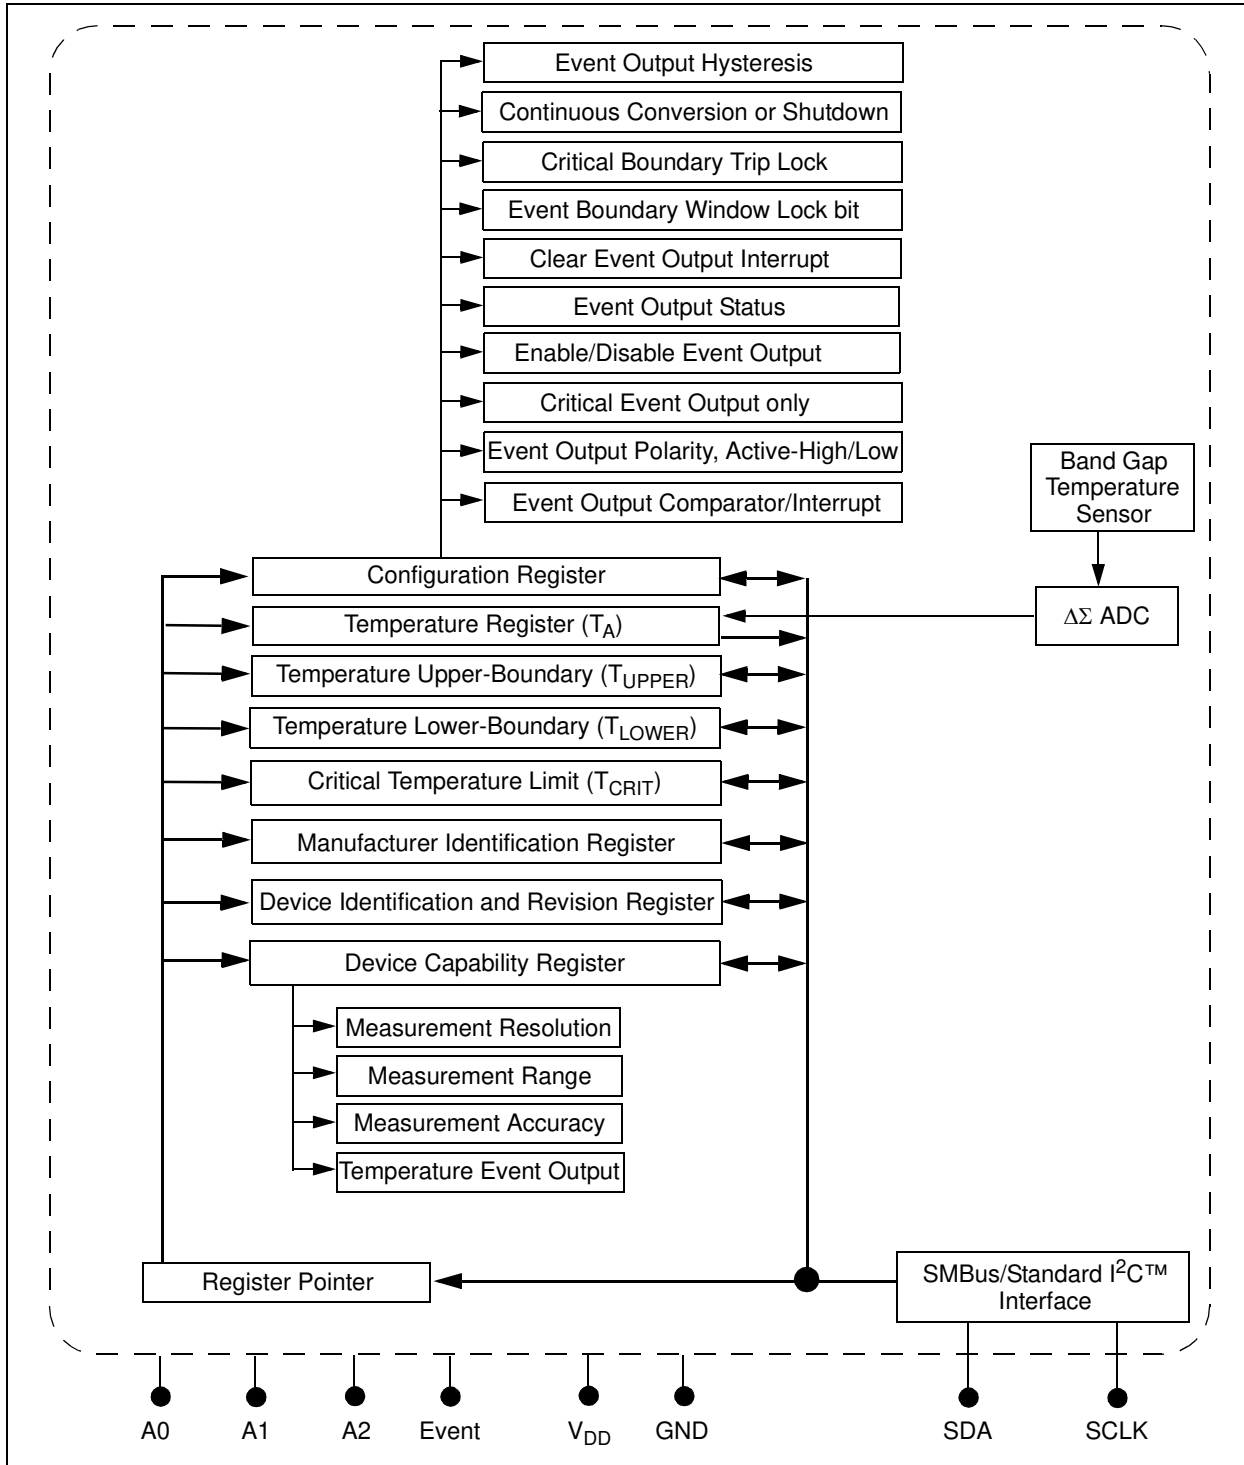 Event Output Hysteresis
Continuous Conversion or Shutdown
Critical Boundary Trip Lock
Event Boundary Window Lock bit
Clear Event Output Interrupt
Event Output Status
Enable/Disable Event Output
Critical Event Output only
Event Output Polarity, Active-High/Low
Event Output Comparator/Interrupt
Band Gap
Temperature
Sensor
ΔΣ ADC
Configuration Register
Temperature Register (TA)
Temperature Upper-Boundary (TUPPER)
Temperature Lower-Boundary (TLOWER)
Critical Temperature Limit (TCRIT)
Manufacturer Identification Register
Device Identification and Revision Register
Device Capability Register
Measurement Resolution
Measurement Range
Measurement Accuracy
Temperature Event Output
Register Pointer
SMBus/Standard I²C™
Interface
A0 A1 A2 Event VDD GND SDA SCLK